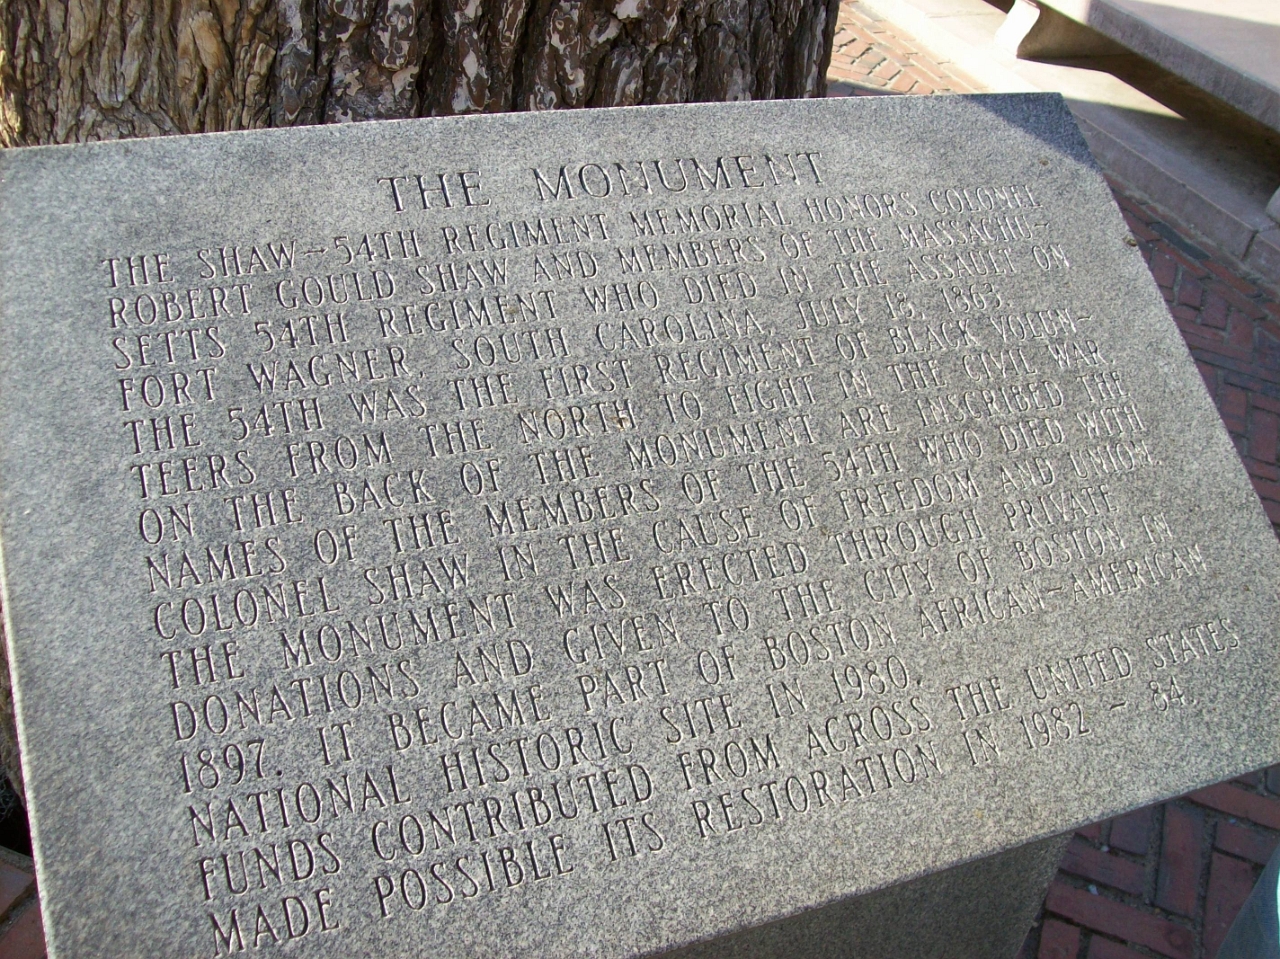 THE MONUMENT
THE SHAW~54TH REGIMENT MEMORIAL HONORS COLONEL
ROBERT GOULD SHAW AND MEMBERS OF THE MASSACHU~
SETTS 54TH REGIMENT WHO DIED IN THE ASSAULT ON
FORT WAGNER, SOUTH CAROLINA, JULY 18, 1863.
THE 54TH WAS THE FIRST REGIMENT OF BLACK VOLUN~
TEERS FROM THE NORTH TO FIGHT IN THE CIVIL WAR.
ON THE BACK OF THE MONUMENT ARE INSCRIBED THE
NAMES OF THE MEMBERS OF THE 54TH WHO DIED WITH
COLONEL SHAW IN THE CAUSE OF FREEDOM AND UNION.
THE MONUMENT WAS ERECTED THROUGH PRIVATE
DONATIONS AND GIVEN TO THE CITY OF BOSTON IN
1897. IT BECAME PART OF BOSTON AFRICAN~AMERICAN
NATIONAL HISTORIC SITE IN 1980.
FUNDS CONTRIBUTED FROM ACROSS THE UNITED STATES
MADE POSSIBLE ITS RESTORATION IN 1982 ~ 84.